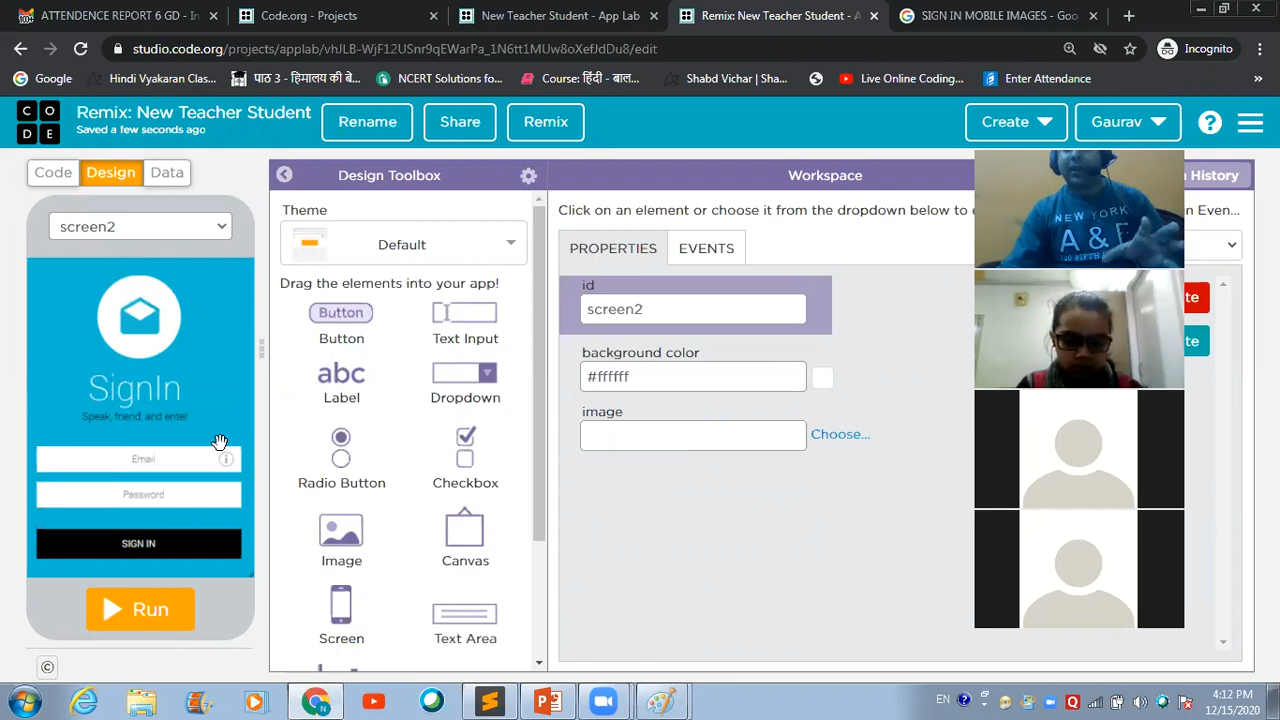 ATTENDENCE REPORT 6 GD - In
Code.org - Projects
New Teacher Student - App Lab
Remix: New Teacher Student - A
SIGN IN MOBILE IMAGES - Goo
studio.code.org/projects/applab/vhJLB-WjF12USnr9qEWarPa_1N6tt1MUw8oXefJdDu8/edit
Incognito
Google
Hindi Vyakaran Clas...
पाठ 3 - हिमालय की बे...
NCERT Solutions for...
Course: हिंदी - बाल...
Shabd Vichar | Sha...
Live Online Coding...
Enter Attendance
»
C O
D E
Remix: New Teacher Student
Saved a few seconds ago
Rename
Share
Remix
Create
Gaurav
?
Code
Design
Data
Design Toolbox
Workspace
History
screen2
Theme
Default
Drag the elements into your app!
Button
Button
Text Input
abc
Label
Dropdown
Radio Button
Checkbox
Image
Canvas
Screen
Text Area
SignIn
Speak, friend, and enter
Email
Password
SIGN IN
Run
©
Click on an element or choose it from the dropdown below to
Even...
PROPERTIES
EVENTS
id
screen2
background color
#ffffff
image
Choose...
te
te
NEW YORK
A & E
EN
4:12 PM
12/15/2020